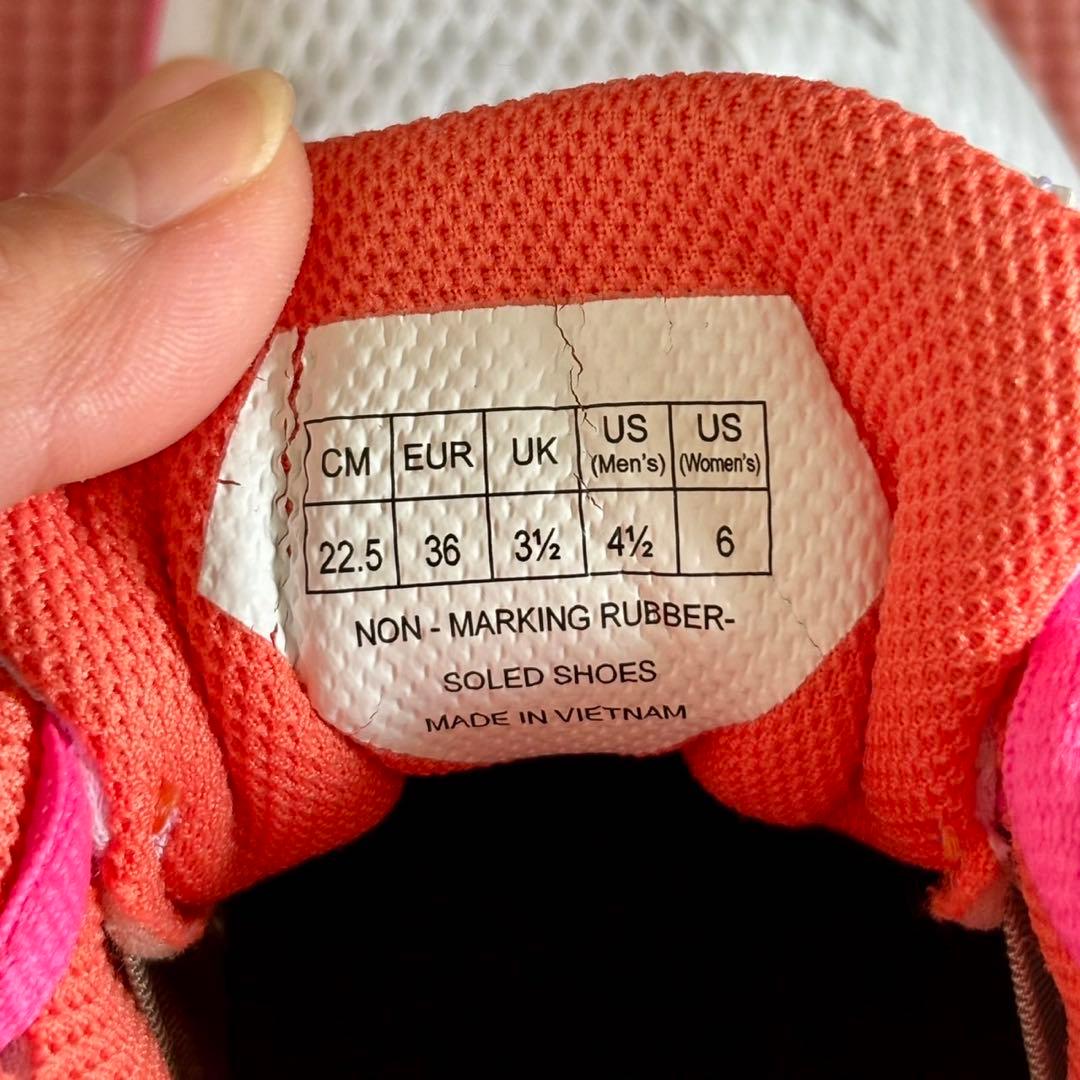 CM EUR UK US (Men's) US (Women's)
22.5 36 3½ 4½ 6
NON - MARKING RUBBER-
SOLED SHOES
MADE IN VIETNAM